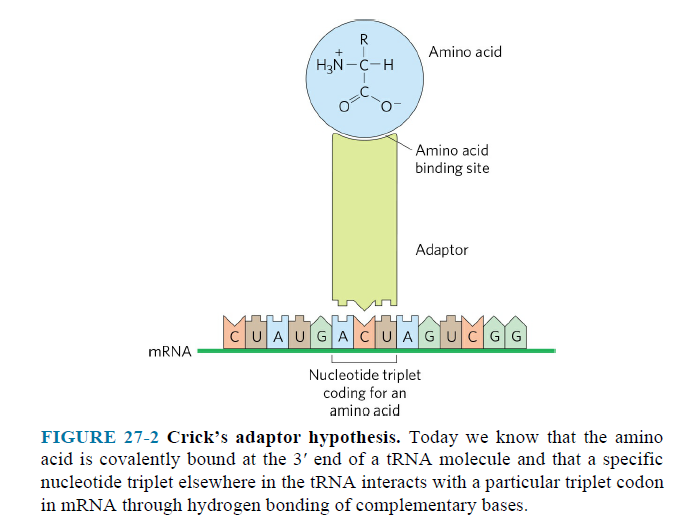 R
+
H₃N–C–H
C
O O⁻
Amino acid
Amino acid
binding site
Adaptor
C U A U G A C U A G U C G G
mRNA
Nucleotide triplet
coding for an
amino acid
FIGURE 27-2 Crick’s adaptor hypothesis. Today we know that the amino
acid is covalently bound at the 3′ end of a tRNA molecule and that a specific
nucleotide triplet elsewhere in the tRNA interacts with a particular triplet codon
in mRNA through hydrogen bonding of complementary bases.